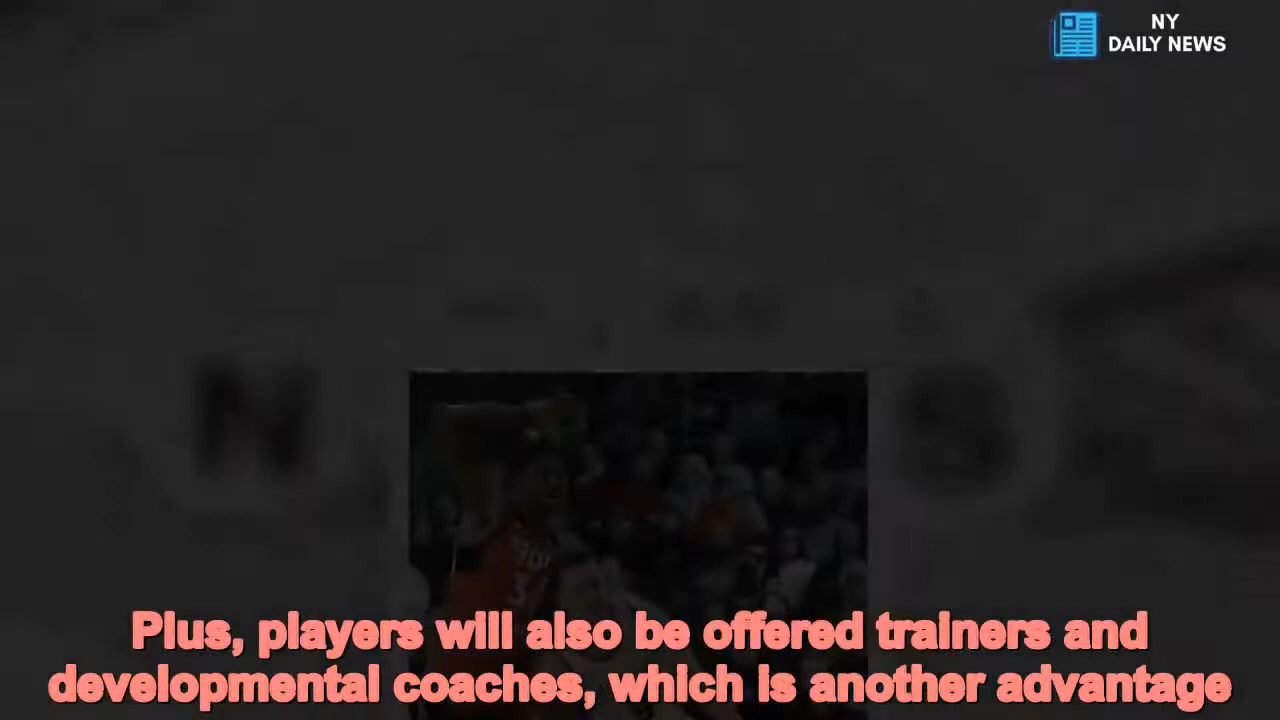 NY
DAILY NEWS
N
S
Plus, players will also be offered trainers and
developmental coaches, which is another advantage